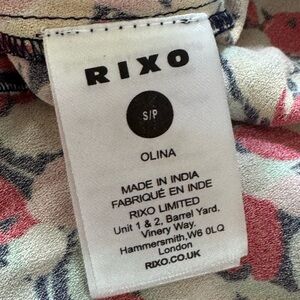 RIXO
S/P
OLINA
MADE IN INDIA
FABRIQUÉ EN INDE
RIXO LIMITED
Unit 1 & 2, Barrel Yard,
Vinery Way.
Hammersmith,W6 0LQ
London
RIXO.CO.UK